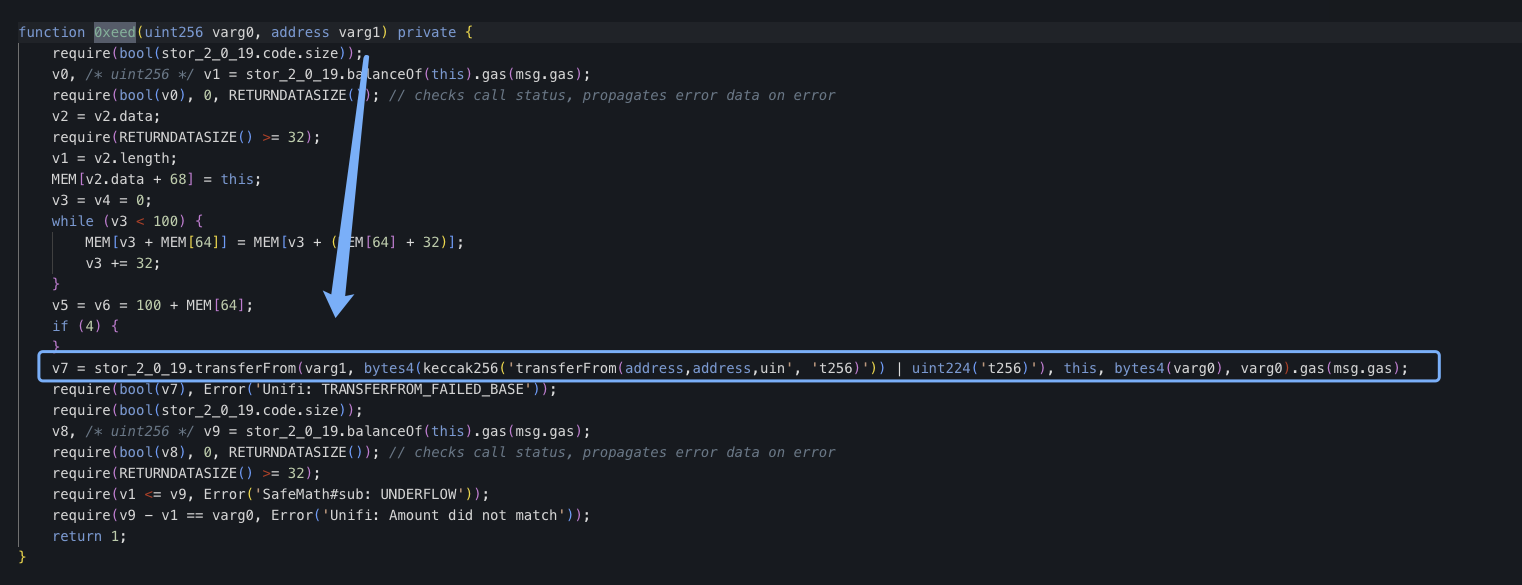 function 0xeed(uint256 varg0, address varg1) private {
require(bool(stor_2_0_19.code.size));
v0, /* uint256 */ v1 = stor_2_0_19.balanceOf(this).gas(msg.gas);
require(bool(v0), 0, RETURNDATASIZE()); // checks call status, propagates error data on error
v2 = v2.data;
require(RETURNDATASIZE() >= 32);
v1 = v2.length;
MEM[v2.data + 68] = this;
v3 = v4 = 0;
while (v3 < 100) {
MEM[v3 + MEM[64]] = MEM[v3 + (MEM[64] + 32)];
v3 += 32;
}
v5 = v6 = 100 + MEM[64];
if (4) {
}
v7 = stor_2_0_19.transferFrom(varg1, bytes4(keccak256('transferFrom(address,address,uin', 't256)')) | uint224('t256)'), this, bytes4(varg0), varg0).gas(msg.gas);
require(bool(v7), Error('Unifi: TRANSFERFROM_FAILED_BASE'));
require(bool(stor_2_0_19.code.size));
v8, /* uint256 */ v9 = stor_2_0_19.balanceOf(this).gas(msg.gas);
require(bool(v8), 0, RETURNDATASIZE()); // checks call status, propagates error data on error
require(RETURNDATASIZE() >= 32);
require(v1 <= v9, Error('SafeMath#sub: UNDERFLOW'));
require(v9 - v1 == varg0, Error('Unifi: Amount did not match'));
return 1;
}